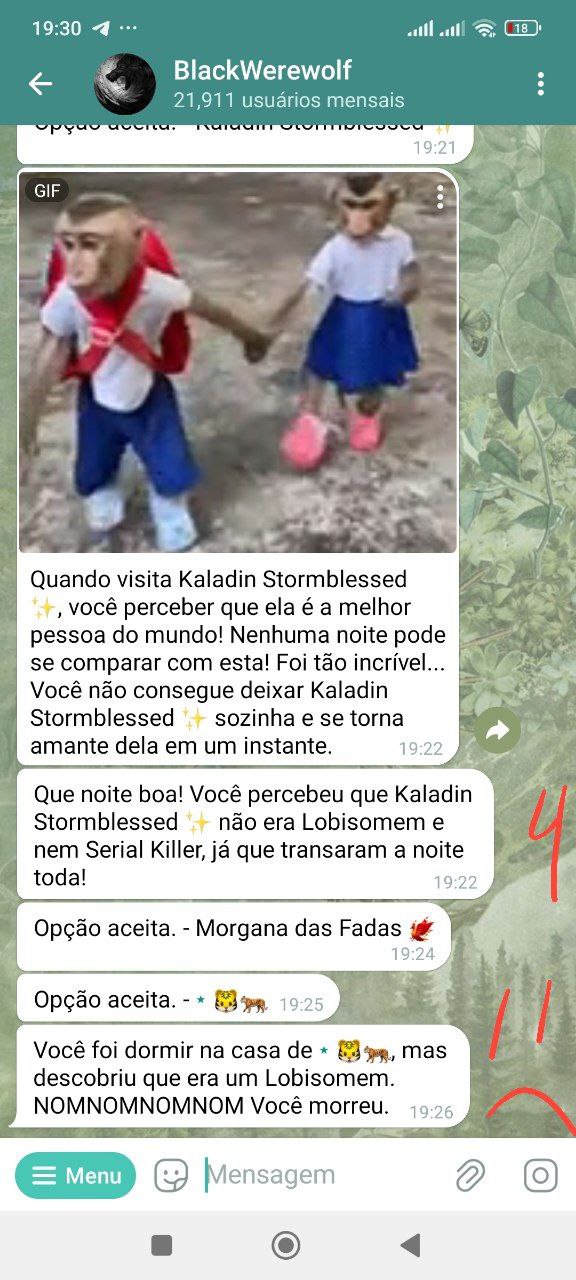 19:30
18
BlackWerewolf
21,911 usuários mensais
Opção aceita. - Kaladin Stormblessed ✨
19:21
GIF
Quando visita Kaladin Stormblessed
✨, você perceber que ela é a melhor
pessoa do mundo! Nenhuma noite pode
se comparar com esta! Foi tão incrível...
Você não consegue deixar Kaladin
Stormblessed ✨ sozinha e se torna
amante dela em um instante. 19:22
Que noite boa! Você percebeu que Kaladin
Stormblessed ✨ não era Lobisomem e
nem Serial Killer, já que transaram a noite
toda! 19:22
4
Opção aceita. - Morgana das Fadas 🍁
19:24
Opção aceita. - ⋆ 🐯🐅 19:25
Você foi dormir na casa de ⋆ 🐯🐅, mas
descobriu que era um Lobisomem.
NOMNOMNOMNOM Você morreu. 19:26
Menu
Mensagem